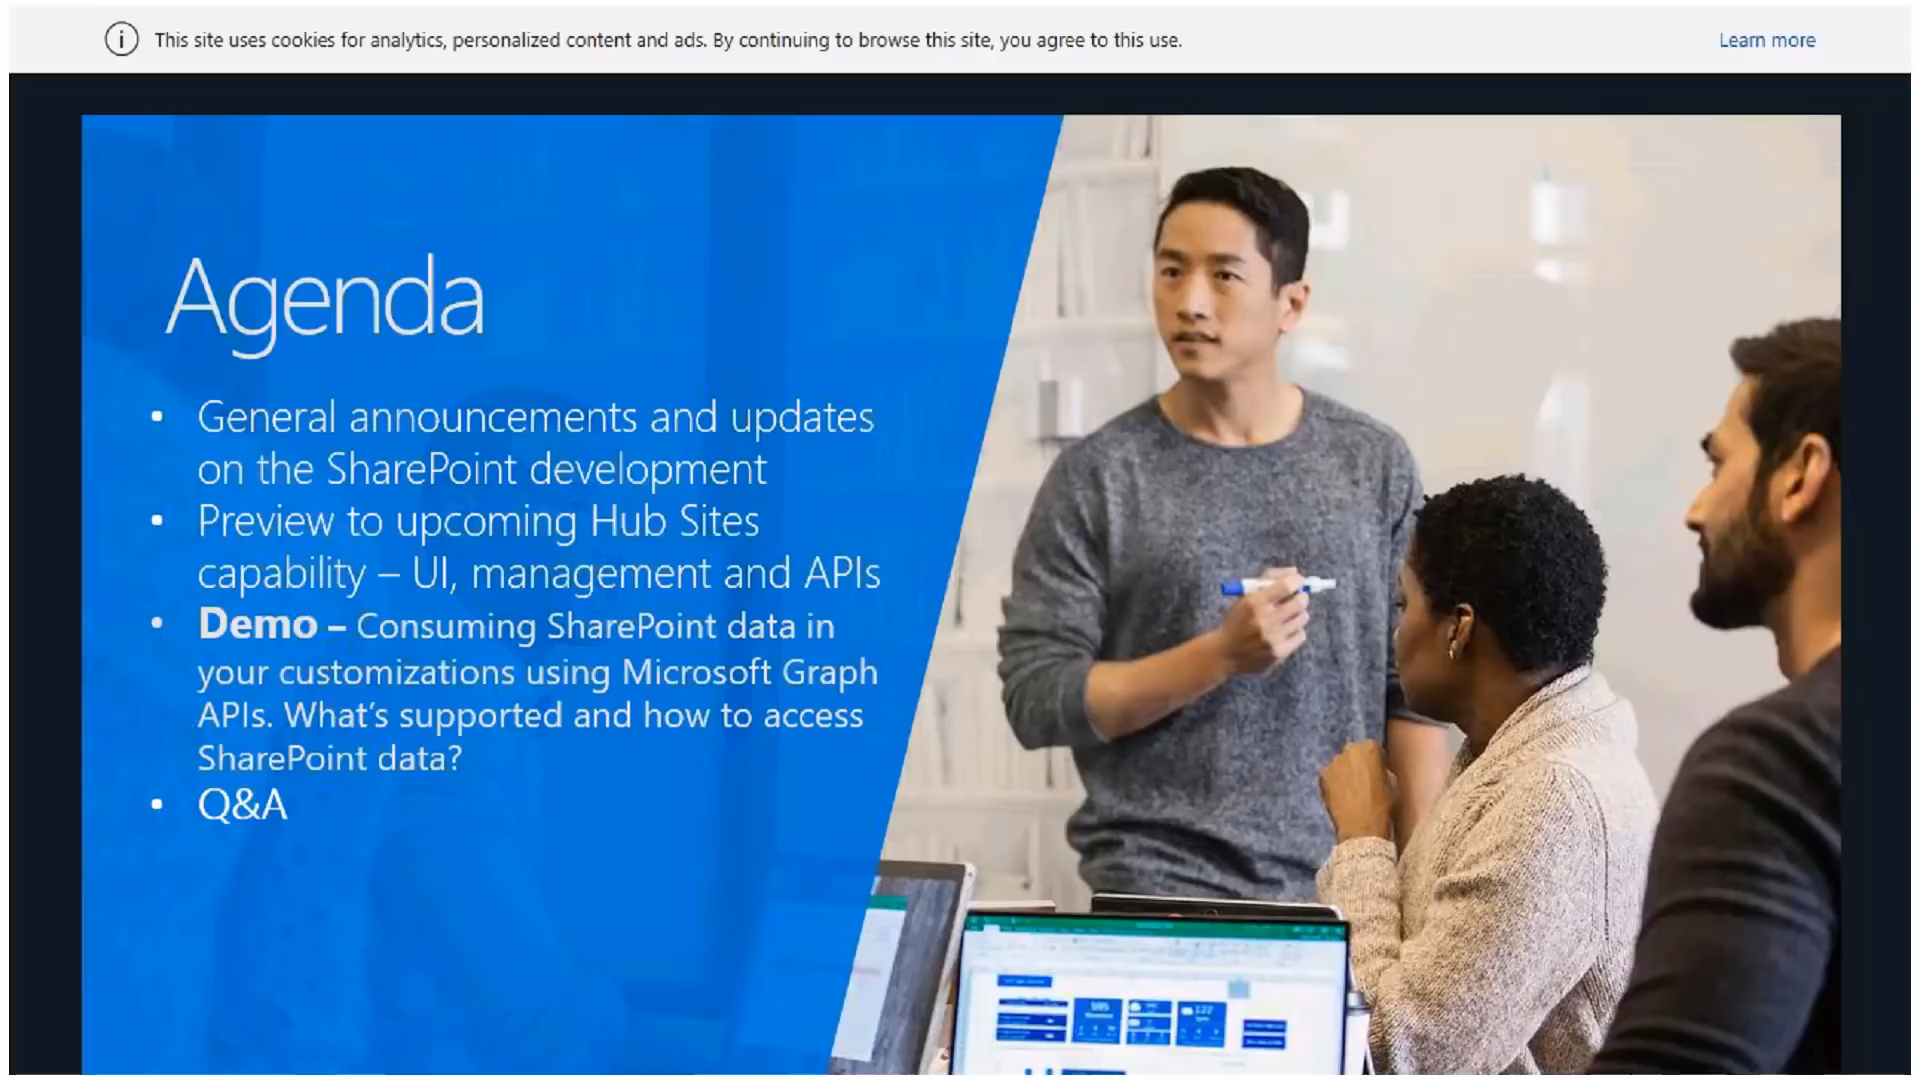 This site uses cookies for analytics, personalized content and ads. By continuing to browse this site, you agree to this use.
Learn more
Agenda
• General announcements and updates
on the SharePoint development
• Preview to upcoming Hub Sites
capability – UI, management and APIs
• Demo – Consuming SharePoint data in
your customizations using Microsoft Graph
APIs. What's supported and how to access
SharePoint data?
• Q&A